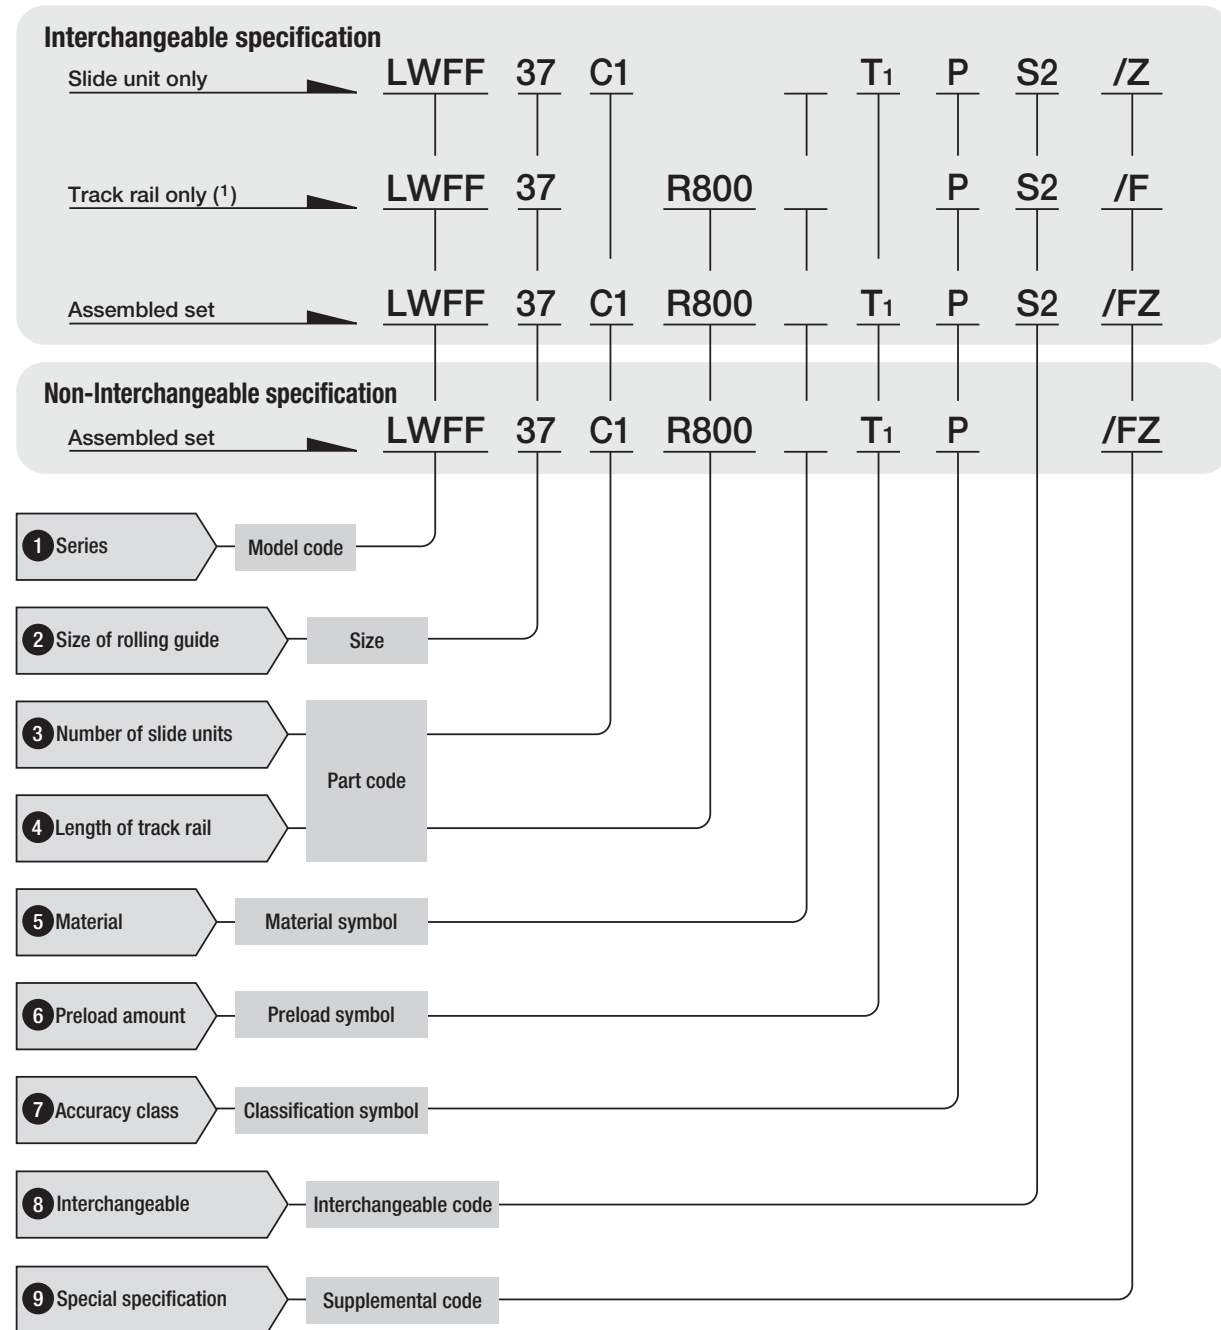 Interchangeable specification
Slide unit only LWFF 37 C1 T1 P S2 /Z
Track rail only (1) LWFF 37 R800 P S2 /F
Assembled set LWFF 37 C1 R800 T1 P S2 /FZ
Non-Interchangeable specification
Assembled set LWFF 37 C1 R800 T1 P /FZ
1 Series Model code
2 Size of rolling guide Size
3 Number of slide units
Part code
4 Length of track rail
5 Material Material symbol
6 Preload amount Preload symbol
7 Accuracy class Classification symbol
8 Interchangeable Interchangeable code
9 Special specification Supplemental code